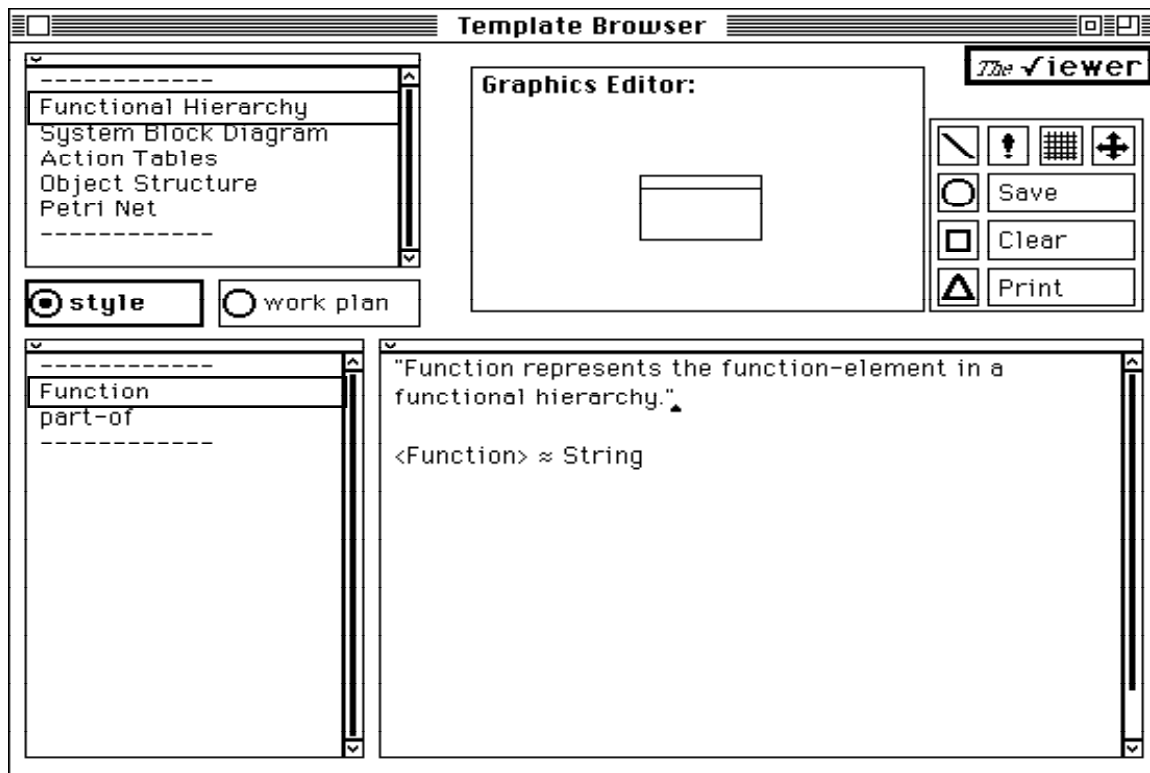 Template Browser
------------
Functional Hierarchy
System Block Diagram
Action Tables
Object Structure
Petri Net
------------
style
work plan
Graphics Editor:
The √iewer
Save
Clear
Print
------------
Function
part-of
------------
"Function represents the function-element in a
functional hierarchy."
<Function> ≈ String